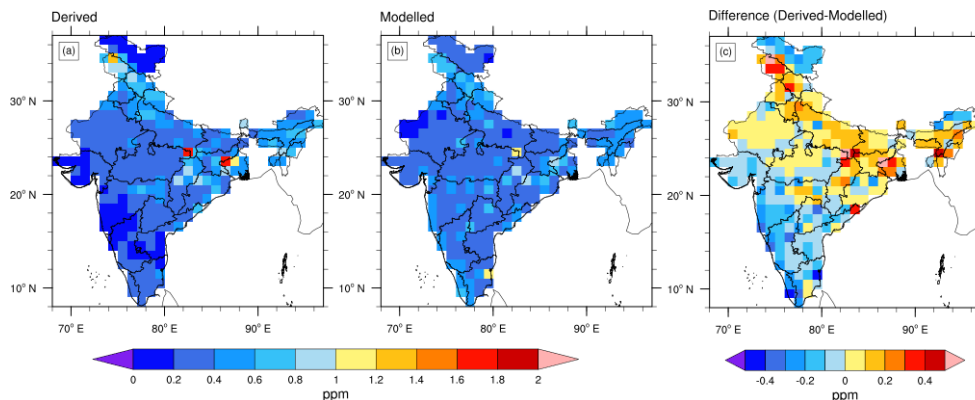 Derived
Modelled
Difference (Derived-Modelled)
(a)
(b)
(c)
30° N
20° N
10° N
30° N
20° N
10° N
30° N
20° N
10° N
70° E
80° E
90° E
70° E
80° E
90° E
70° E
80° E
90° E
0 0.2 0.4 0.6 0.8 1 1.2 1.4 1.6 1.8 2
ppm
-0.4 -0.2 0 0.2 0.4
ppm